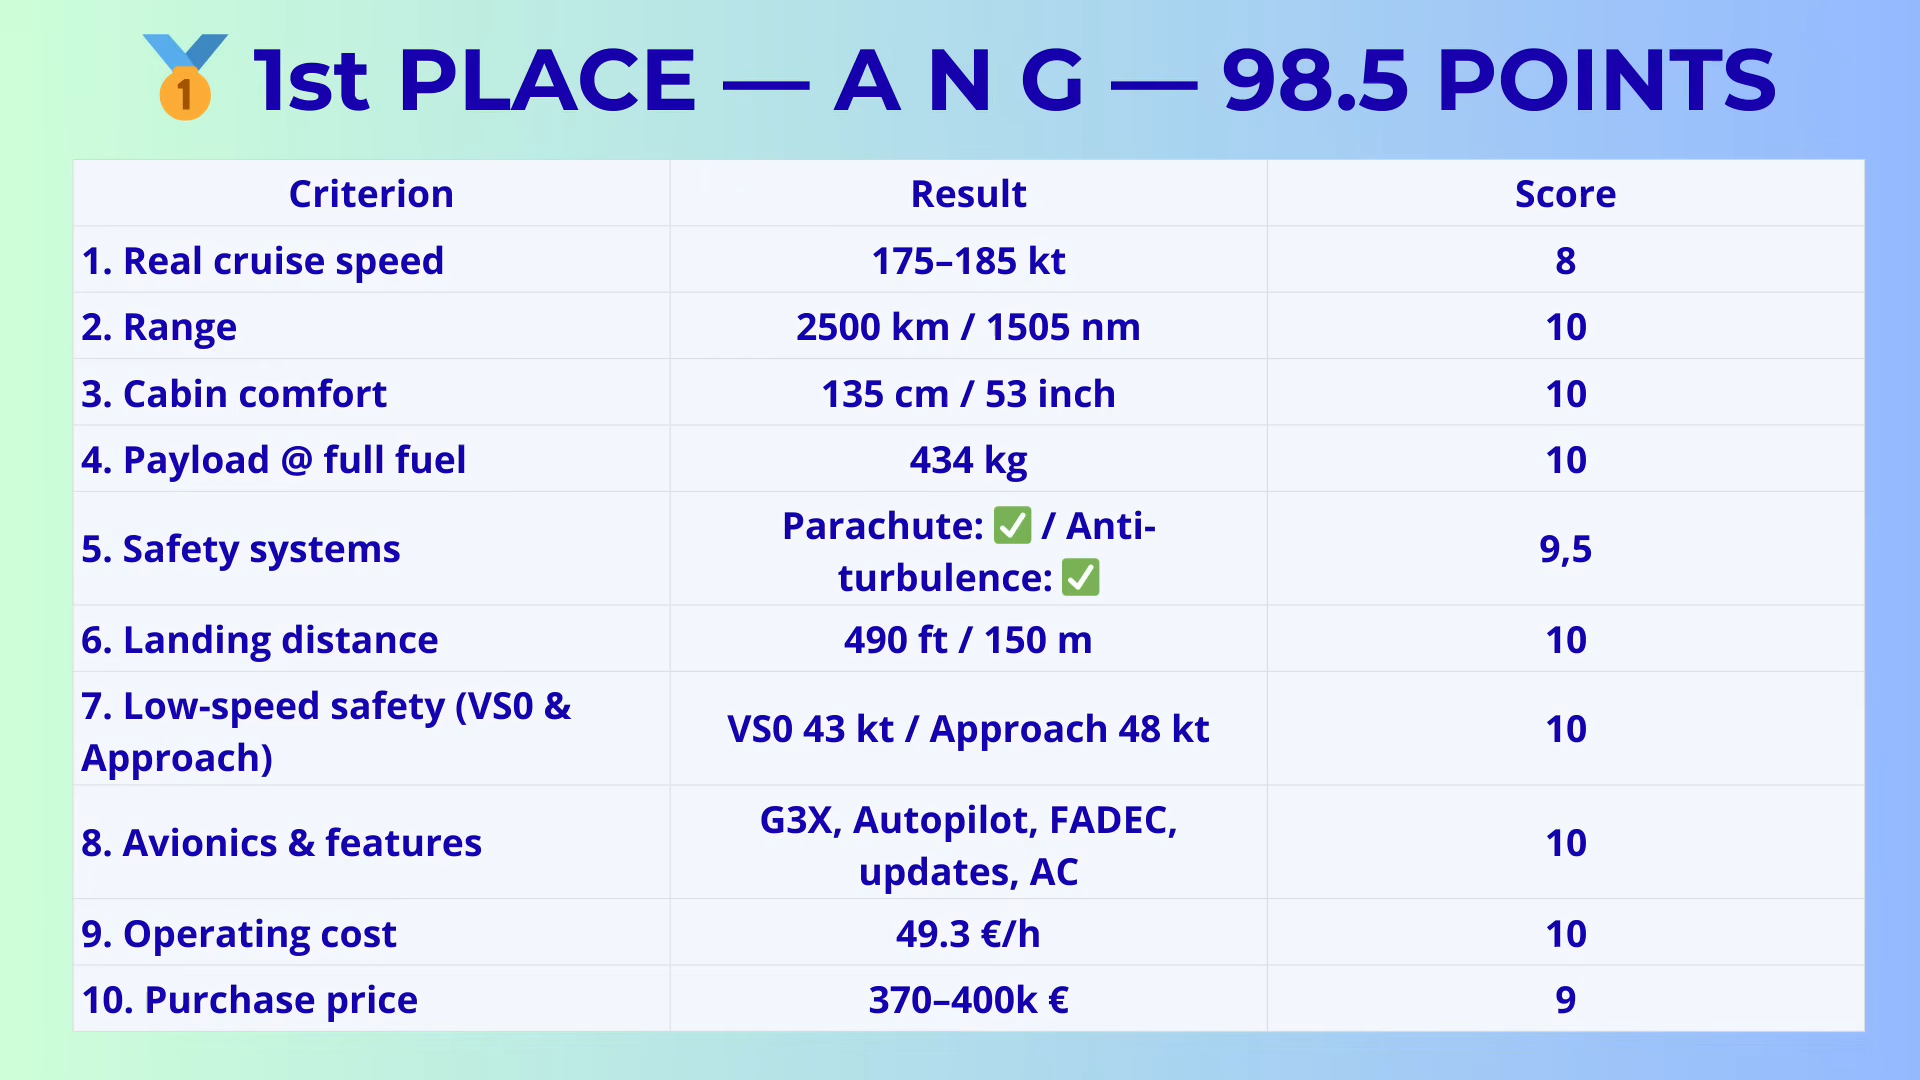 1st PLACE — A N G — 98.5 POINTS
Criterion Result Score
1. Real cruise speed 175–185 kt 8
2. Range 2500 km / 1505 nm 10
3. Cabin comfort 135 cm / 53 inch 10
4. Payload @ full fuel 434 kg 10
5. Safety systems Parachute: ✅ / Anti-
turbulence: ✅ 9,5
6. Landing distance 490 ft / 150 m 10
7. Low-speed safety (VS0 &
Approach) VS0 43 kt / Approach 48 kt 10
8. Avionics & features G3X, Autopilot, FADEC,
updates, AC 10
9. Operating cost 49.3 €/h 10
10. Purchase price 370–400k € 9